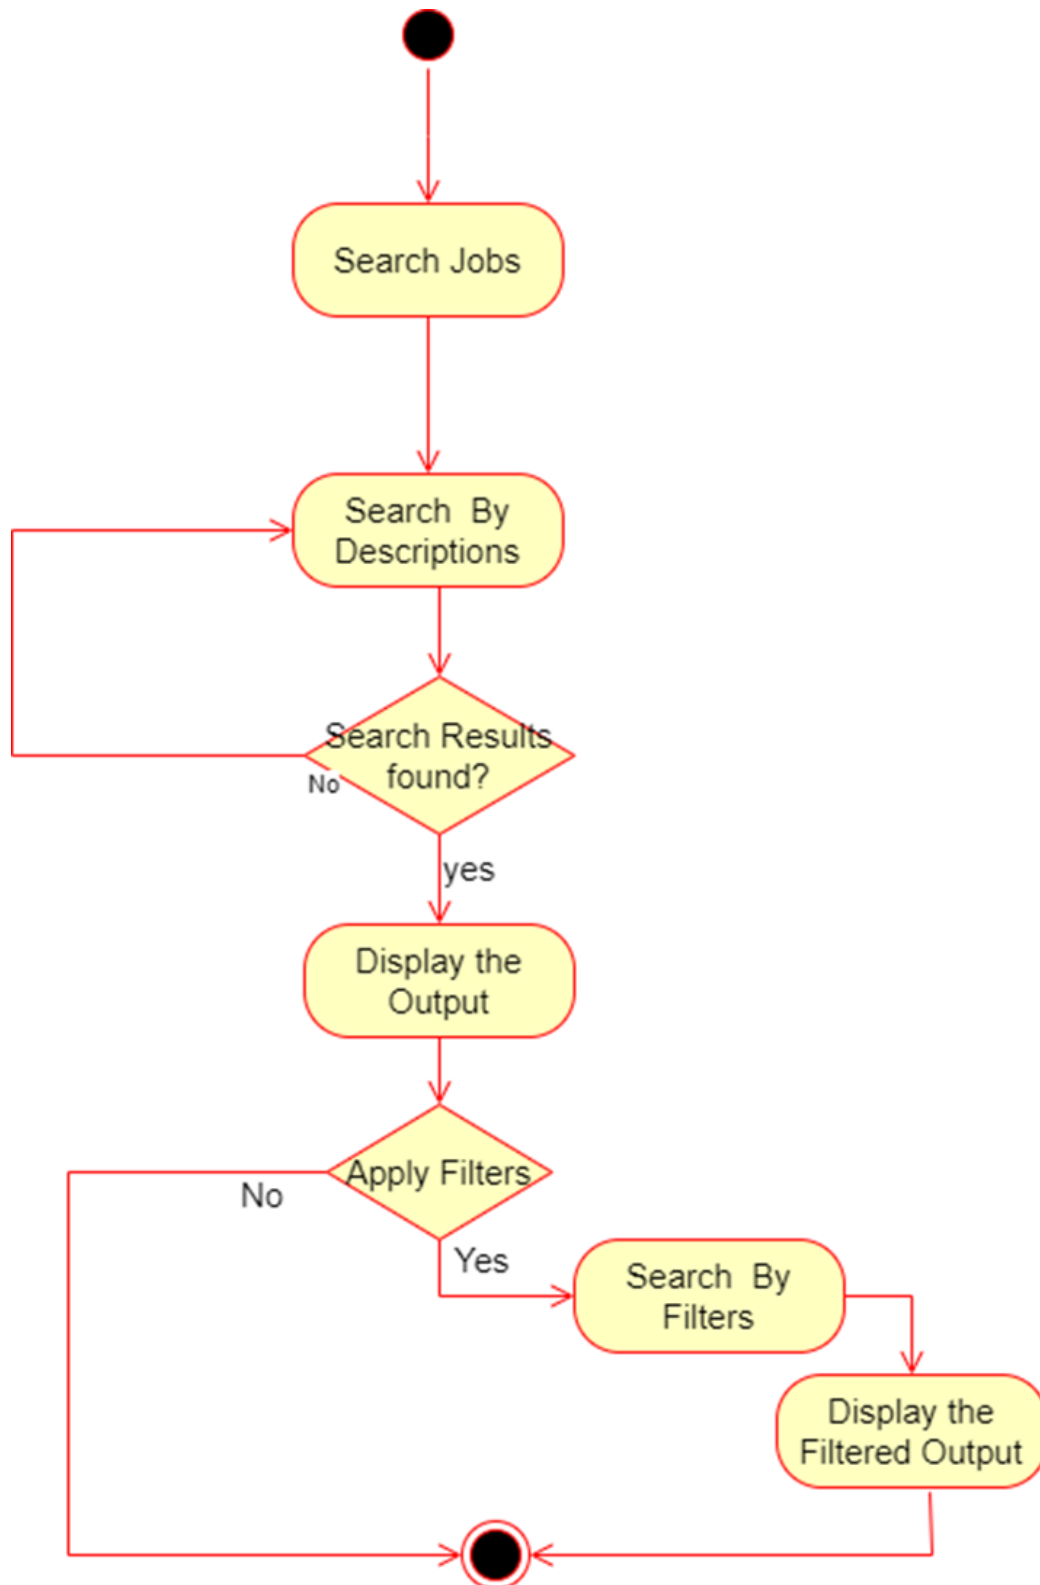 Search Jobs
Search  By
Descriptions
Search Results
found?
No
yes
Display the
Output
Apply Filters
No
Yes
Search  By
Filters
Display the
Filtered Output